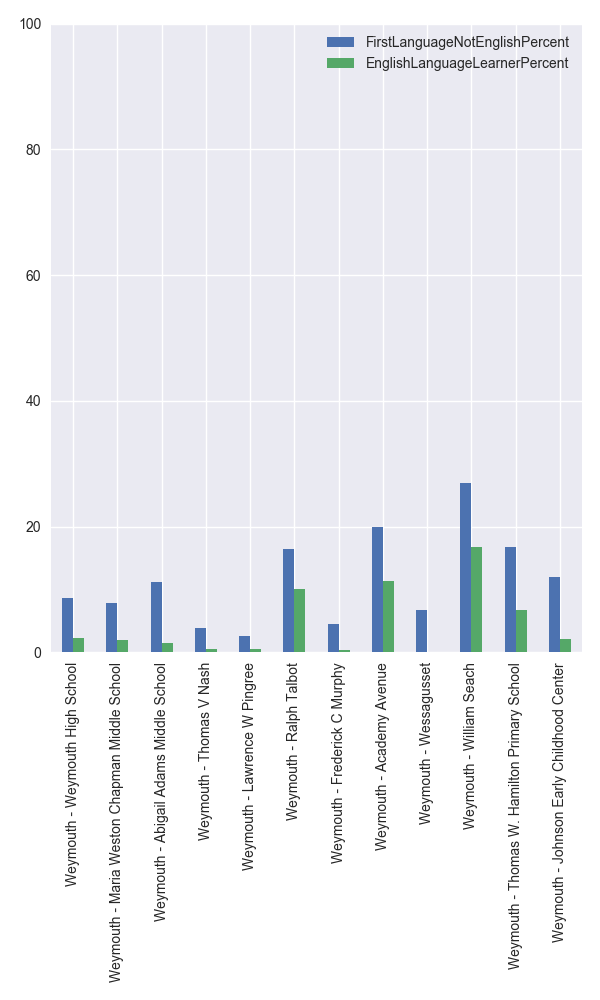 100
80
60
40
20
0
FirstLanguageNotEnglishPercent
EnglishLanguageLearnerPercent
Weymouth - Weymouth High School
Weymouth - Maria Weston Chapman Middle School
Weymouth - Abigail Adams Middle School
Weymouth - Thomas V Nash
Weymouth - Lawrence W Pingree
Weymouth - Ralph Talbot
Weymouth - Frederick C Murphy
Weymouth - Academy Avenue
Weymouth - Wessagusset
Weymouth - William Seach
Weymouth - Thomas W. Hamilton Primary School
Weymouth - Johnson Early Childhood Center